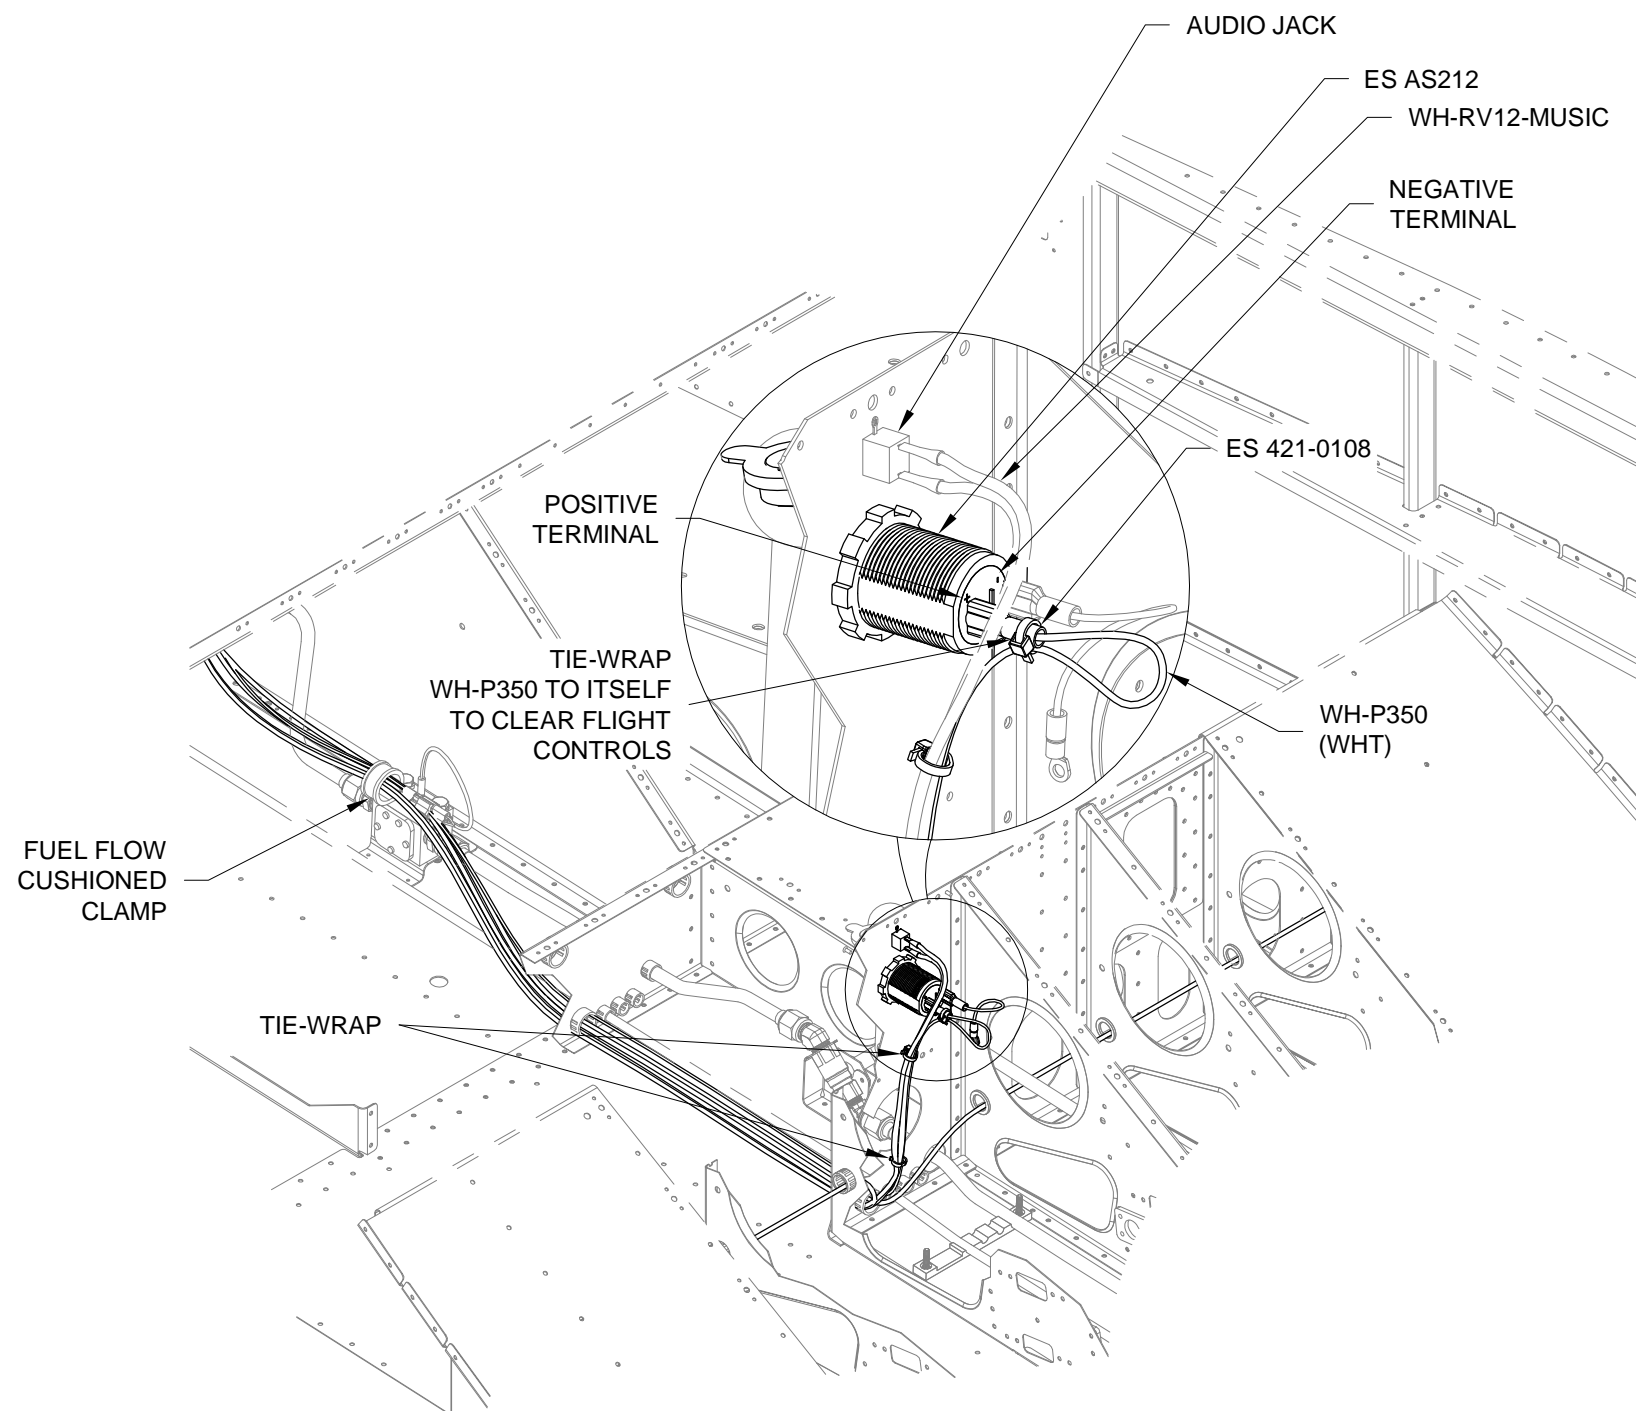 AUDIO JACK
ES AS212
WH-RV12-MUSIC
NEGATIVE
TERMINAL
ES 421-0108
POSITIVE
TERMINAL
TIE-WRAP
WH-P350 TO ITSELF
TO CLEAR FLIGHT
CONTROLS
WH-P350
(WHT)
FUEL FLOW
CUSHIONED
CLAMP
TIE-WRAP